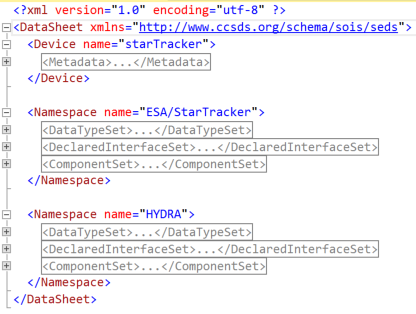 <?xml version="1.0" encoding="utf-8" ?>
<DataSheet xmlns="http://www.ccsds.org/schema/sois/seds">
<Device name="starTracker">
<Metadata>...</Metadata>
</Device>
<Namespace name="ESA/StarTracker">
<DataTypeSet>...</DataTypeSet>
<DeclaredInterfaceSet>...</DeclaredInterfaceSet>
<ComponentSet>...</ComponentSet>
</Namespace>
<Namespace name="HYDRA">
<DataTypeSet>...</DataTypeSet>
<DeclaredInterfaceSet>...</DeclaredInterfaceSet>
<ComponentSet>...</ComponentSet>
</Namespace>
</DataSheet>